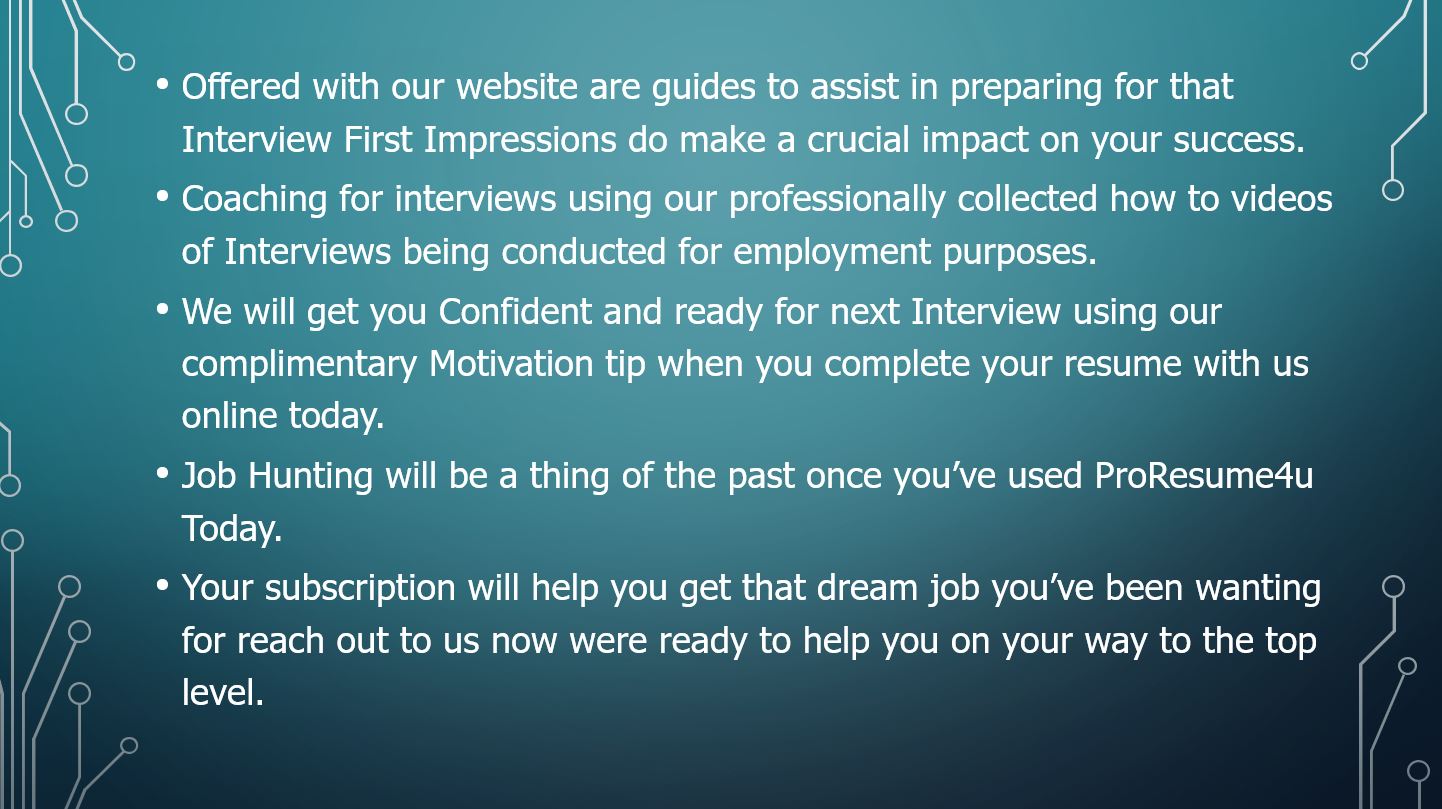 • Offered with our website are guides to assist in preparing for that
Interview First Impressions do make a crucial impact on your success.
• Coaching for interviews using our professionally collected how to videos
of Interviews being conducted for employment purposes.
• We will get you Confident and ready for next Interview using our
complimentary Motivation tip when you complete your resume with us
online today.
• Job Hunting will be a thing of the past once you’ve used ProResume4u
Today.
• Your subscription will help you get that dream job you’ve been wanting
for reach out to us now were ready to help you on your way to the top
level.